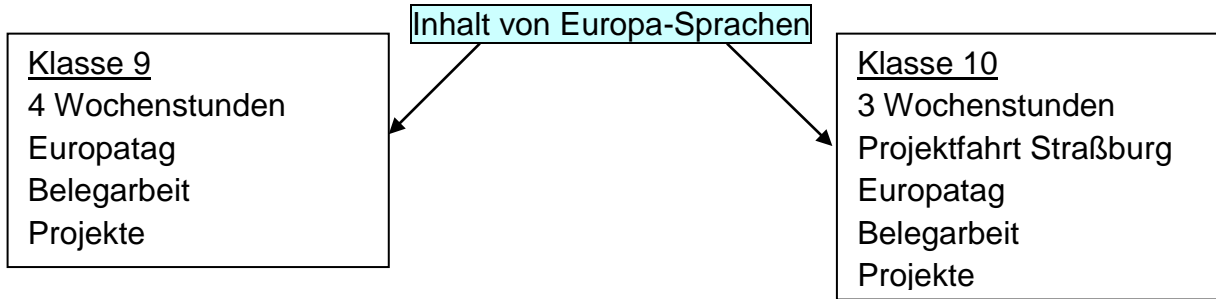 Inhalt von Europa-Sprachen
Klasse 9
4 Wochenstunden
Europatag
Belegarbeit
Projekte
Klasse 10
3 Wochenstunden
Projektfahrt Straßburg
Europatag
Belegarbeit
Projekte